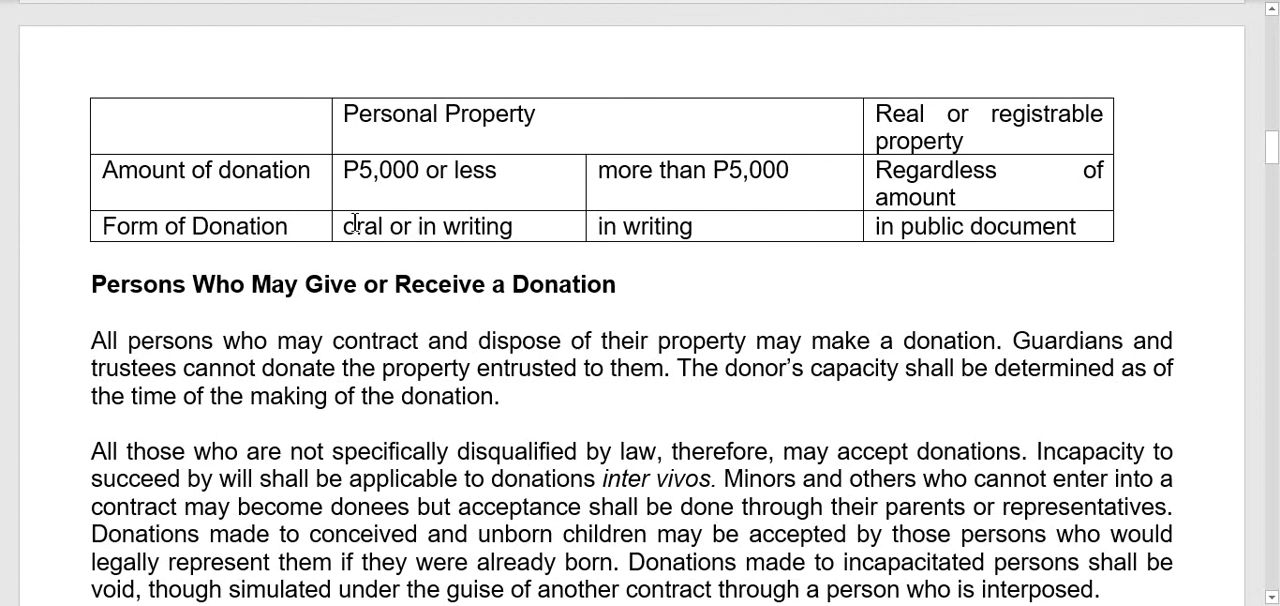 Personal Property Real or registrable
property
Amount of donation P5,000 or less more than P5,000 Regardless of
amount
Form of Donation oral or in writing in writing in public document
Persons Who May Give or Receive a Donation
All persons who may contract and dispose of their property may make a donation. Guardians and
trustees cannot donate the property entrusted to them. The donor’s capacity shall be determined as of
the time of the making of the donation.
All those who are not specifically disqualified by law, therefore, may accept donations. Incapacity to
succeed by will shall be applicable to donations inter vivos. Minors and others who cannot enter into a
contract may become donees but acceptance shall be done through their parents or representatives.
Donations made to conceived and unborn children may be accepted by those persons who would
legally represent them if they were already born. Donations made to incapacitated persons shall be
void, though simulated under the guise of another contract through a person who is interposed.